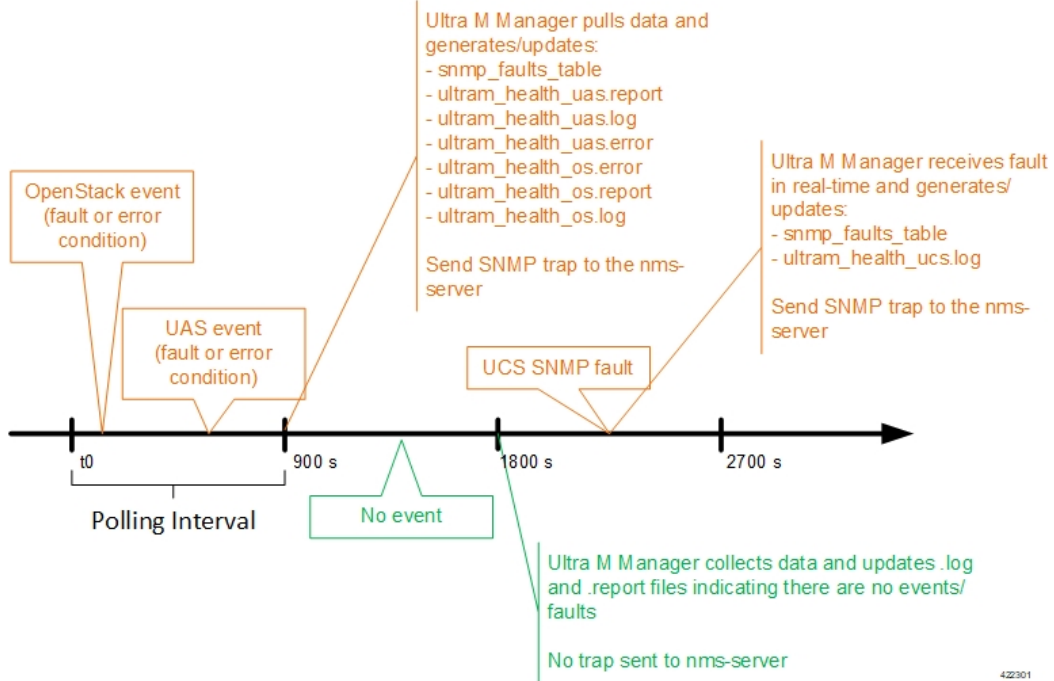 Ultra M Manager pulls data and
generates/updates:
- snmp_faults_table
- ultram_health_uas.report
- ultram_health_uas.log
- ultram_health_uas.error
- ultram_health_os.error
- ultram_health_os.report
- ultram_health_os.log
Send SNMP trap to the nms-
server
Ultra M Manager receives fault
in real-time and generates/
updates:
- snmp_faults_table
- ultram_health_ucs.log
Send SNMP trap to the nms-
server
OpenStack event
(fault or error
condition)
UAS event
(fault or error
condition)
UCS SNMP fault
t0
900 s
1800 s
2700 s
Polling Interval
No event
Ultra M Manager collects data and updates .log
and .report files indicating there are no events/
faults
No trap sent to nms-server
422301